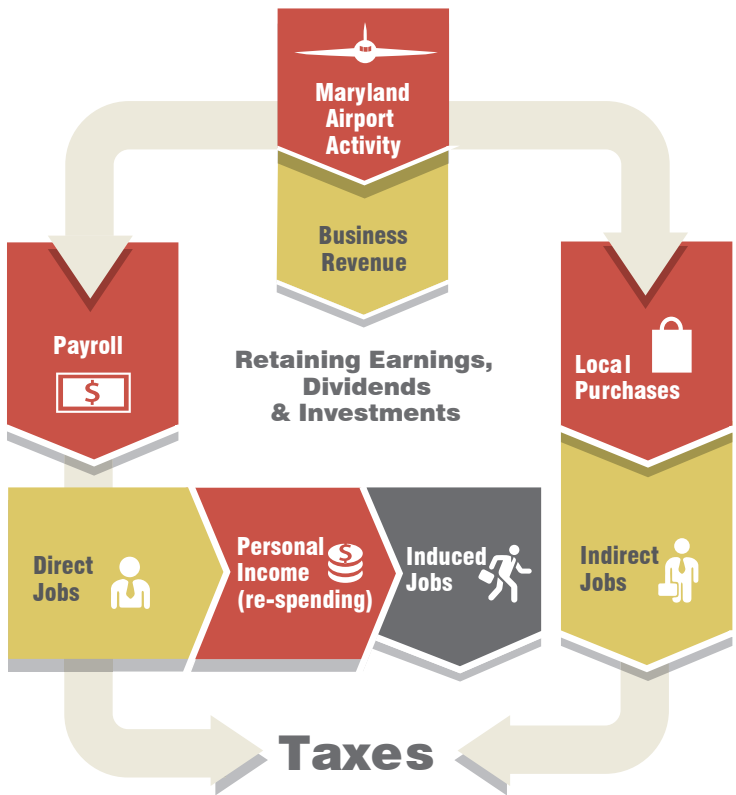 Maryland
Airport
Activity
Business
Revenue
Payroll
$
Local
Purchases
Retaining Earnings,
Dividends
& Investments
Direct
Jobs
Personal
Income
(re-spending)
$
Induced
Jobs
Indirect
Jobs
Taxes